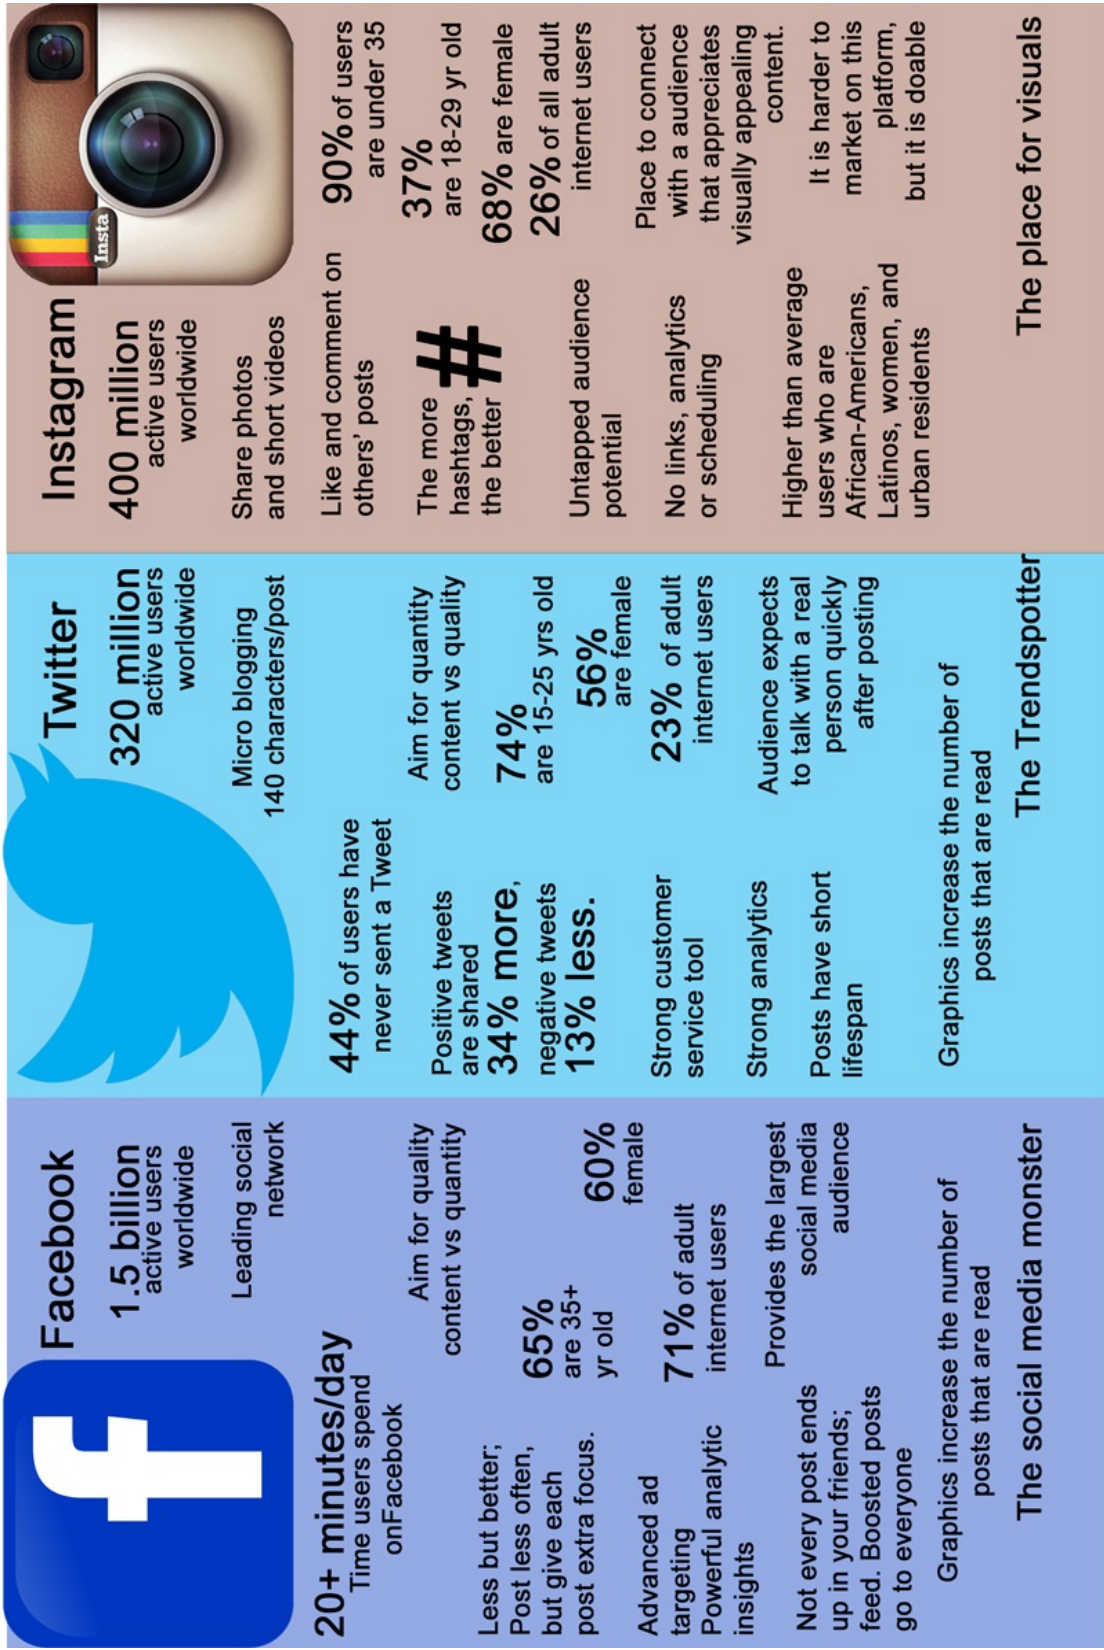 Facebook
1.5 billion
active users
worldwide
Leading social
network
20+ minutes/day
Time users spend
onFacebook
Aim for quality
content vs quantity
Less but better;
Post less often,
but give each
post extra focus.
65%
are 35+
yr old
60%
female
Advanced ad
targeting
Powerful analytic
insights
71% of adult
internet users
Provides the largest
social media
audience
Not every post ends
up in your friends;
feed. Boosted posts
go to everyone
Graphics increase the number of
posts that are read
The social media monster
Twitter
320 million
active users
worldwide
Micro blogging
140 characters/post
44% of users have
never sent a Tweet
Aim for quantity
content vs quality
Positive tweets
are shared
34% more,
negative tweets
13% less.
74%
are 15-25 yrs old
56%
are female
Strong customer
service tool
23% of adult
internet users
Strong analytics
Audience expects
to talk with a real
person quickly
after posting
Posts have short
lifespan
Graphics increase the number of
posts that are read
The Trendspotter
Instagram
Insta
400 million
active users
worldwide
Share photos
and short videos
Like and comment on
others' posts
90% of users
are under 35
The more
hashtags,
the better
#
37%
are 18-29 yr old
68% are female
26% of all adult
internet users
Untapped audience
potential
No links, analytics
or scheduling
Place to connect
with a audience
that appreciates
visually appealing
content.
Higher than average
users who are
African-Americans,
Latinos, women, and
urban residents
It is harder to
market on this
platform,
but it is doable
The place for visuals